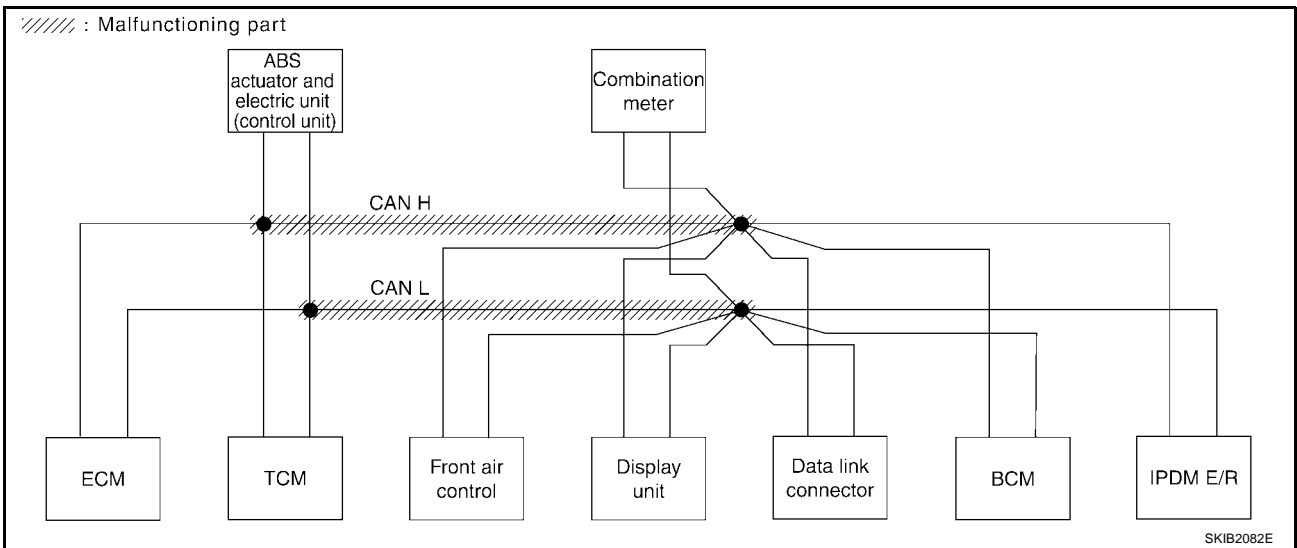 : Malfunctioning part
ABS
actuator and
electric unit
(control unit)
Combination
meter
CAN H
CAN L
ECM
TCM
Front air
control
Display
unit
Data link
connector
BCM
IPDM E/R
SKIB2082E